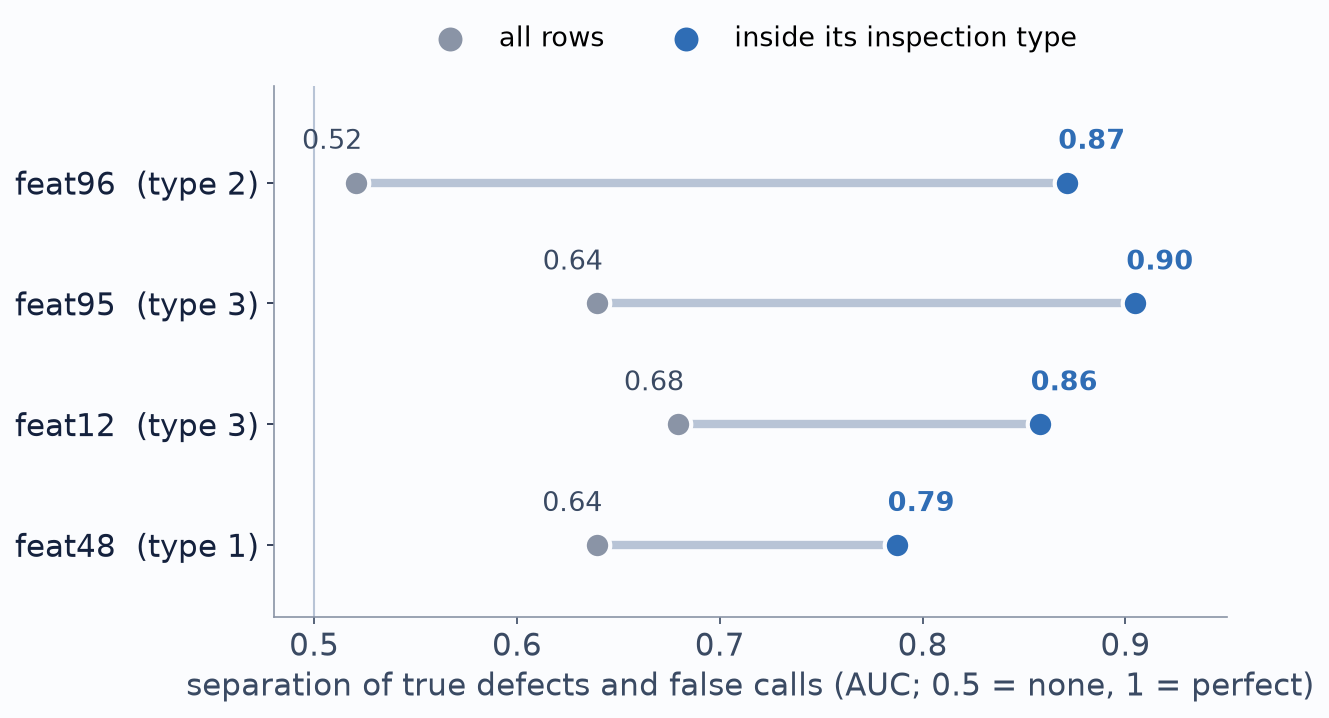 all rows inside its inspection type
0.52 0.87
feat96 (type 2)
0.64 0.90
feat95 (type 3)
0.68 0.86
feat12 (type 3)
0.64 0.79
feat48 (type 1)
0.5 0.6 0.7 0.8 0.9
separation of true defects and false calls (AUC; 0.5 = none, 1 = perfect)